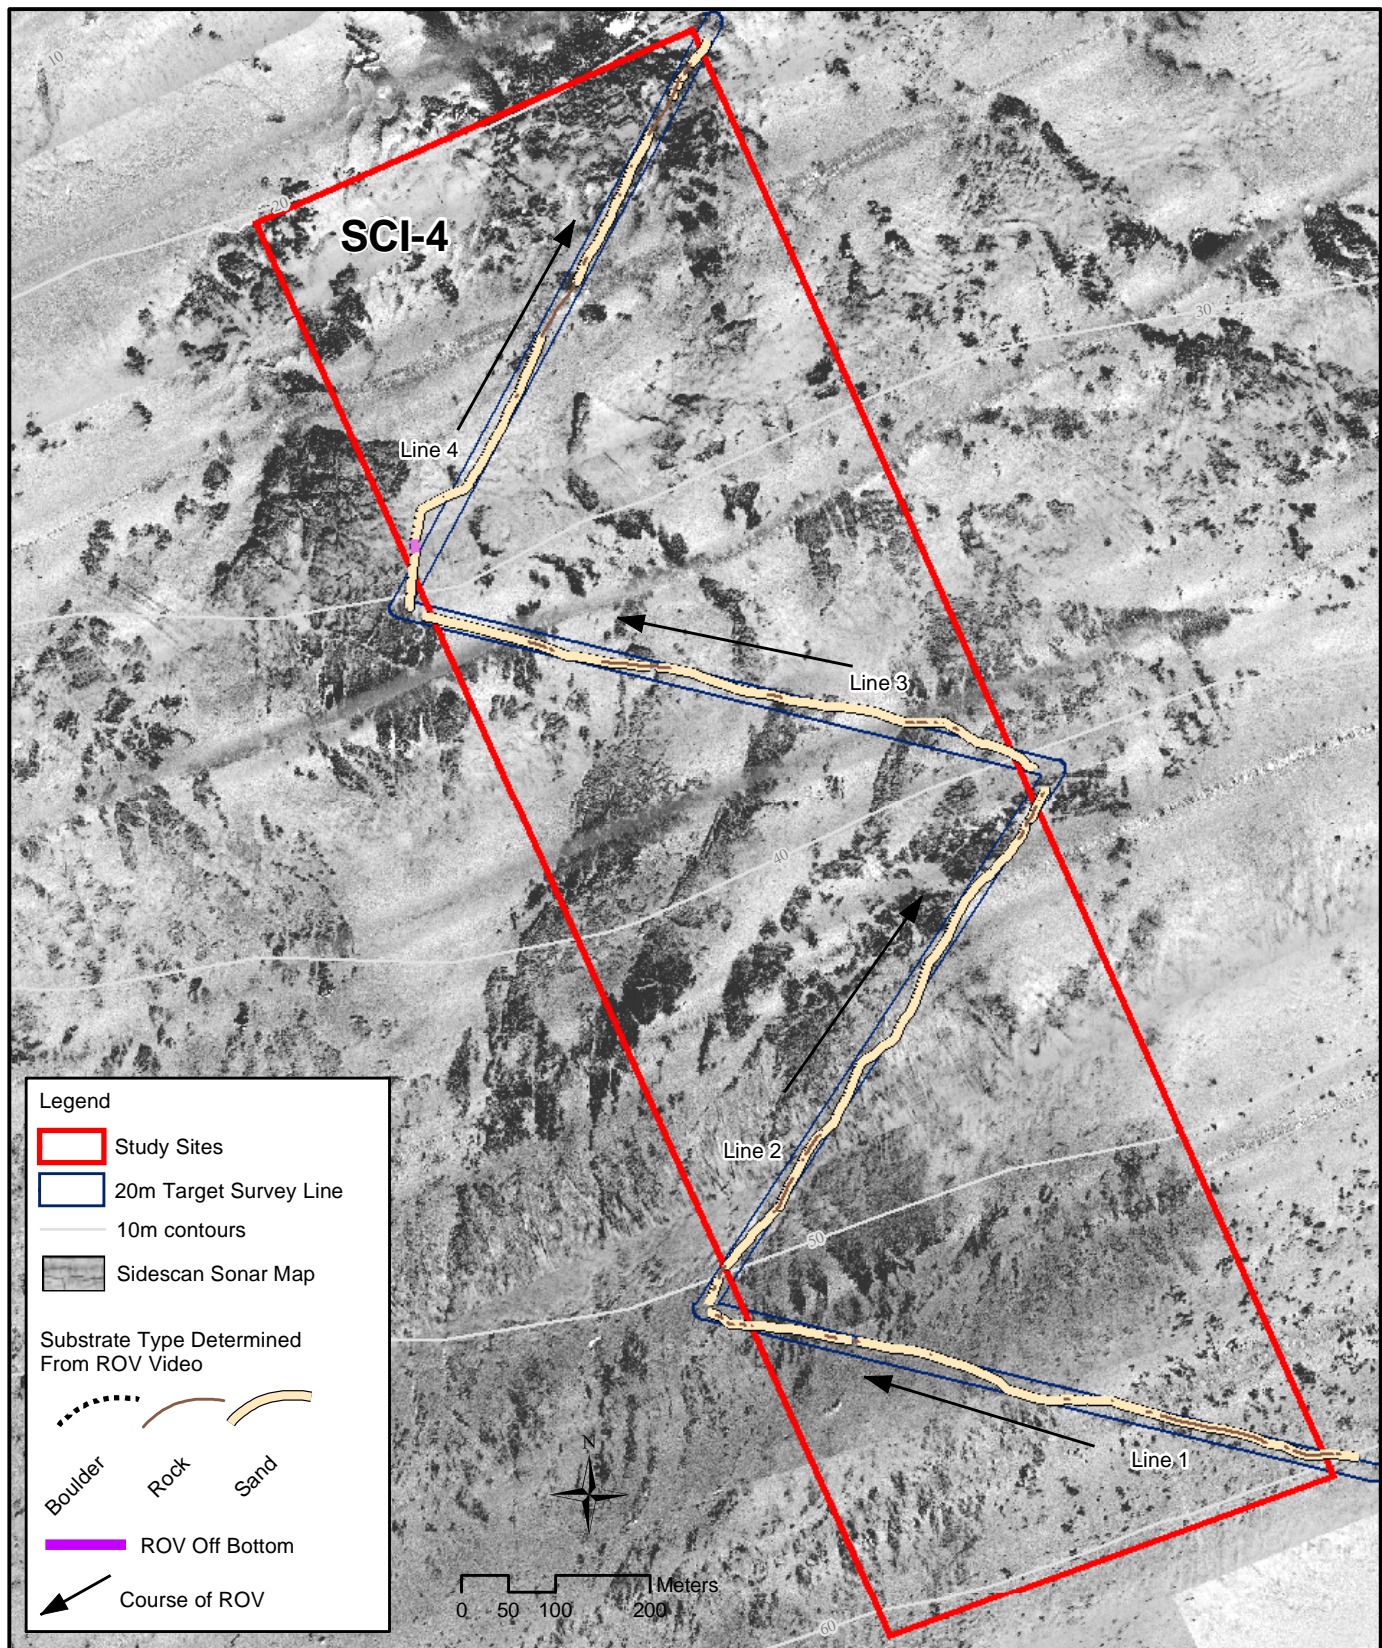 10
20
SCI-4
30
Line 4
Line 3
40
Line 2
50
Line 1
60
N
Meters
0 50 100 200
Legend
Study Sites
20m Target Survey Line
10m contours
Sidescan Sonar Map
Substrate Type Determined
From ROV Video
Boulder Rock Sand
ROV Off Bottom
Course of ROV